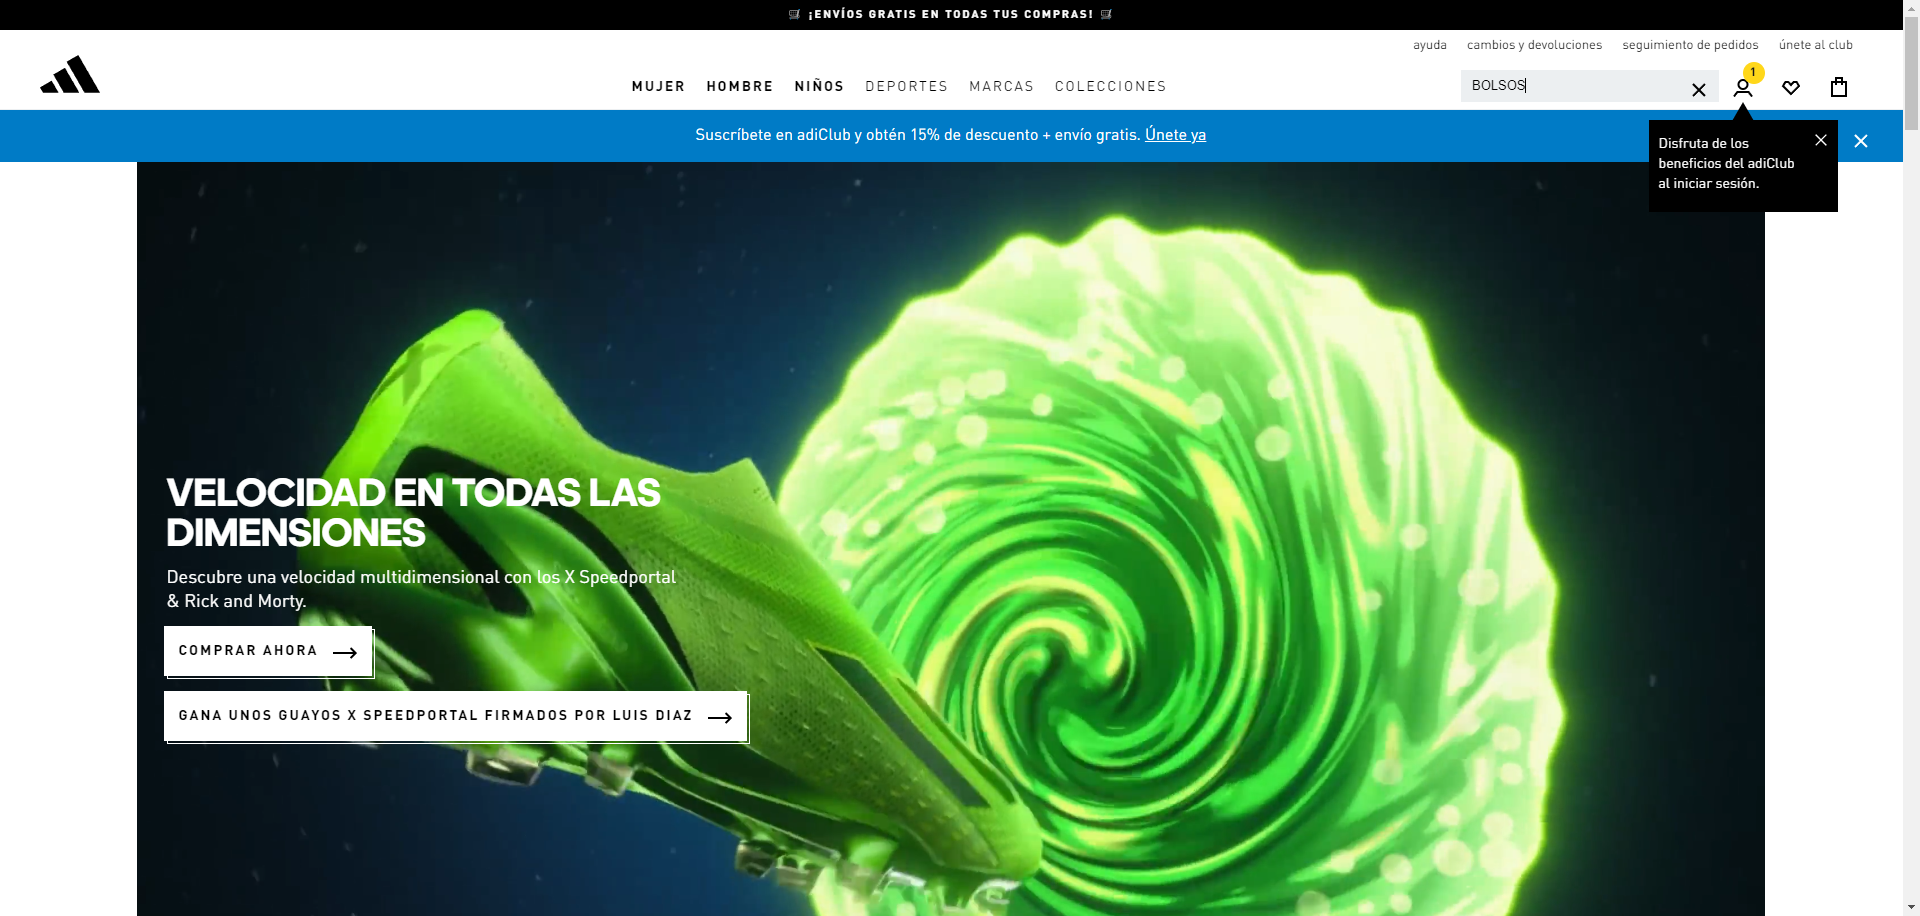 ¡ENVÍOS GRATIS EN TODAS TUS COMPRAS!
ayuda cambios y devoluciones seguimiento de pedidos únete al club
MUJER HOMBRE NIÑOS DEPORTES MARCAS COLECCIONES
BOLSOS
1
Suscríbete en adiClub y obtén 15% de descuento + envío gratis. Únete ya
Disfruta de los
beneficios del adiClub
al iniciar sesión.
VELOCIDAD EN TODAS LAS
DIMENSIONES
Descubre una velocidad multidimensional con los X Speedportal
& Rick and Morty.
COMPRAR AHORA
GANA UNOS GUAYOS X SPEEDPORTAL FIRMADOS POR LUIS DIAZ